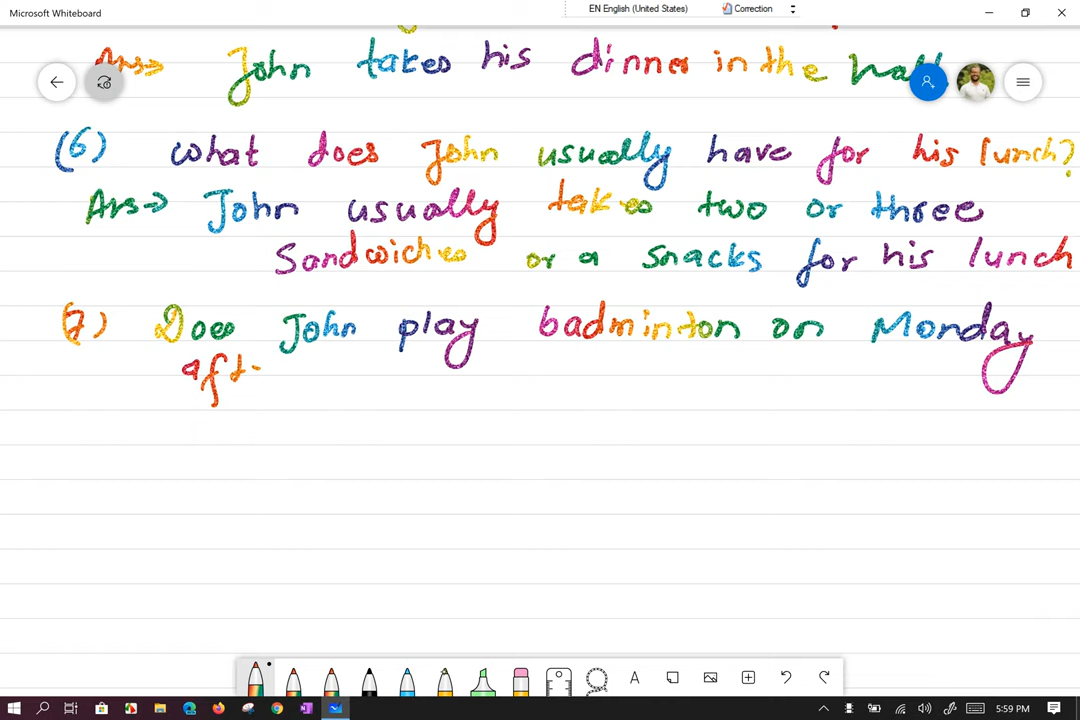 Microsoft Whiteboard
EN English (United States) Correction
Ans→ John takes his dinner in the hall
(6) What does John usually have for his lunch?
Ans→ John usually takes two or three
Sandwiches or a snacks for his lunch
(7) Does John play badminton on Monday
aft
5:59 PM